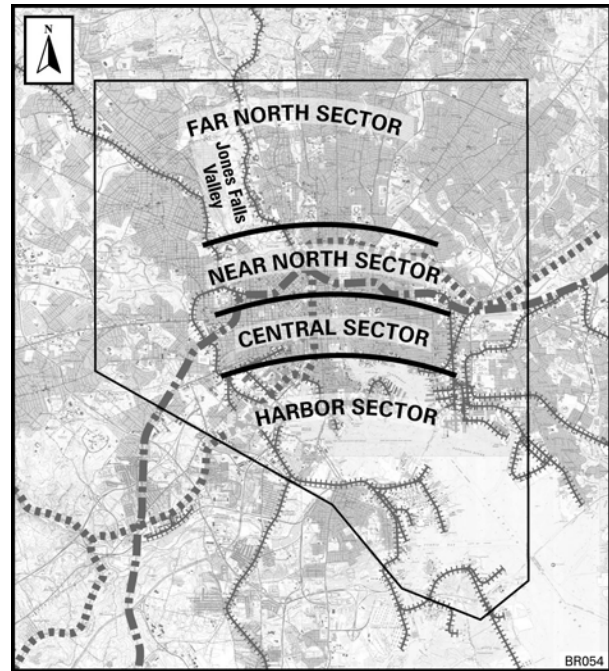 N
FAR NORTH SECTOR
Jones Falls
Valley
NEAR NORTH SECTOR
CENTRAL SECTOR
HARBOR SECTOR
BR054